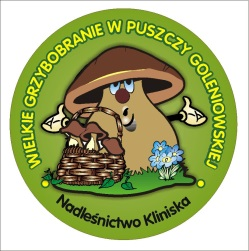 WIELKIE GRZYBOBRANIE W PUSZCZY GOLENIOWSKIEJ
Nadleśnictwo Kliniska